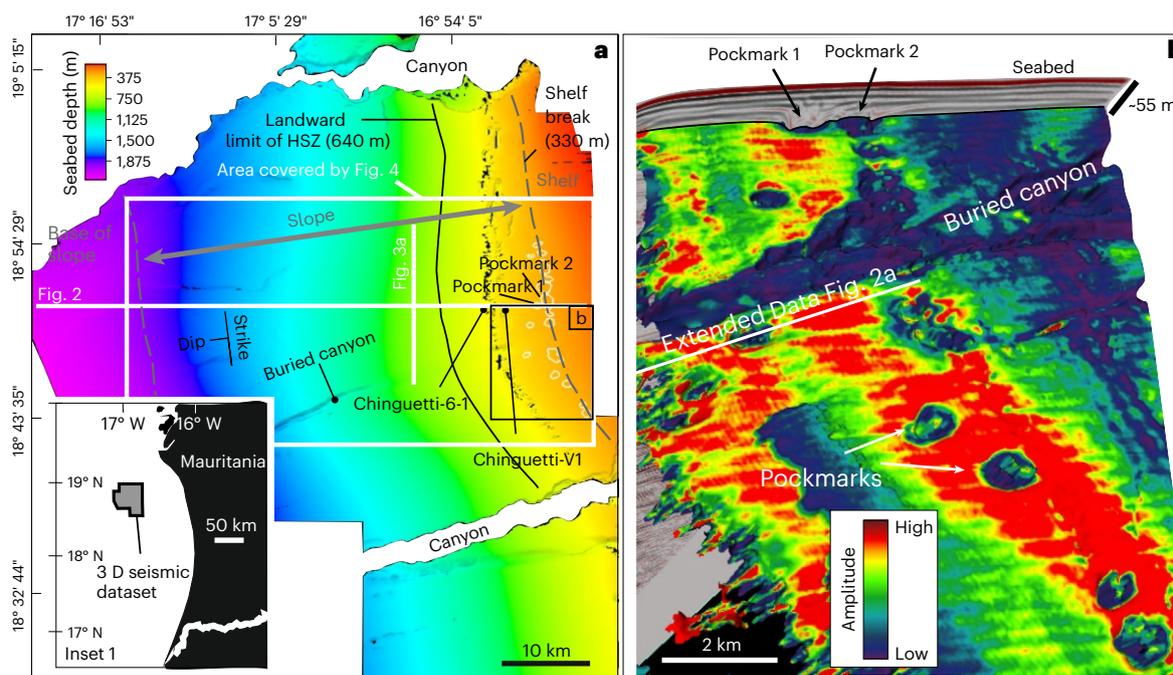 17° 16' 53"
17° 5' 29"
16° 54' 5"
a
19° 5' 15"
18° 54' 29"
18° 43' 35"
18° 32' 44"
Seabed depth (m)
375
750
1,125
1,500
1,875
Canyon
Landward
limit of HSZ (640 m)
Shelf
break
(330 m)
Shelf
Area covered by Fig. 4
Slope
Base of
slope
Fig. 3a
Pockmark 2
Pockmark 1
Fig. 2
b
Dip
Strike
Buried canyon
Chinguetti-6-1
Chinguetti-V1
Canyon
10 km
17° W
16° W
Mauritania
19° N
50 km
18° N
3 D seismic
dataset
17° N
Inset 1
Pockmark 1
Pockmark 2
Seabed
~55 m
Buried canyon
Extended Data Fig. 2a
Pockmarks
Amplitude
High
Low
2 km